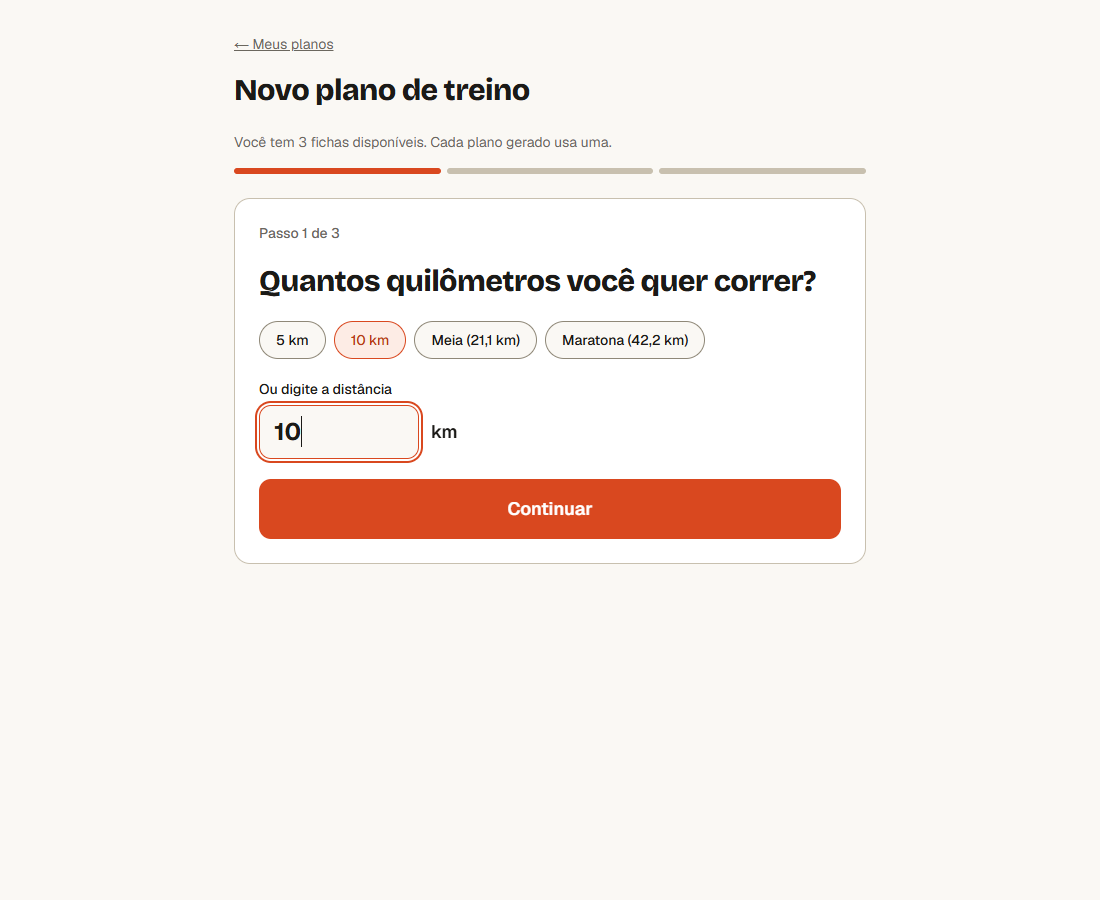 ← Meus planos
Novo plano de treino
Você tem 3 fichas disponíveis. Cada plano gerado usa uma.
Passo 1 de 3
Quantos quilômetros você quer correr?
5 km
10 km
Meia (21,1 km)
Maratona (42,2 km)
Ou digite a distância
10 km
Continuar